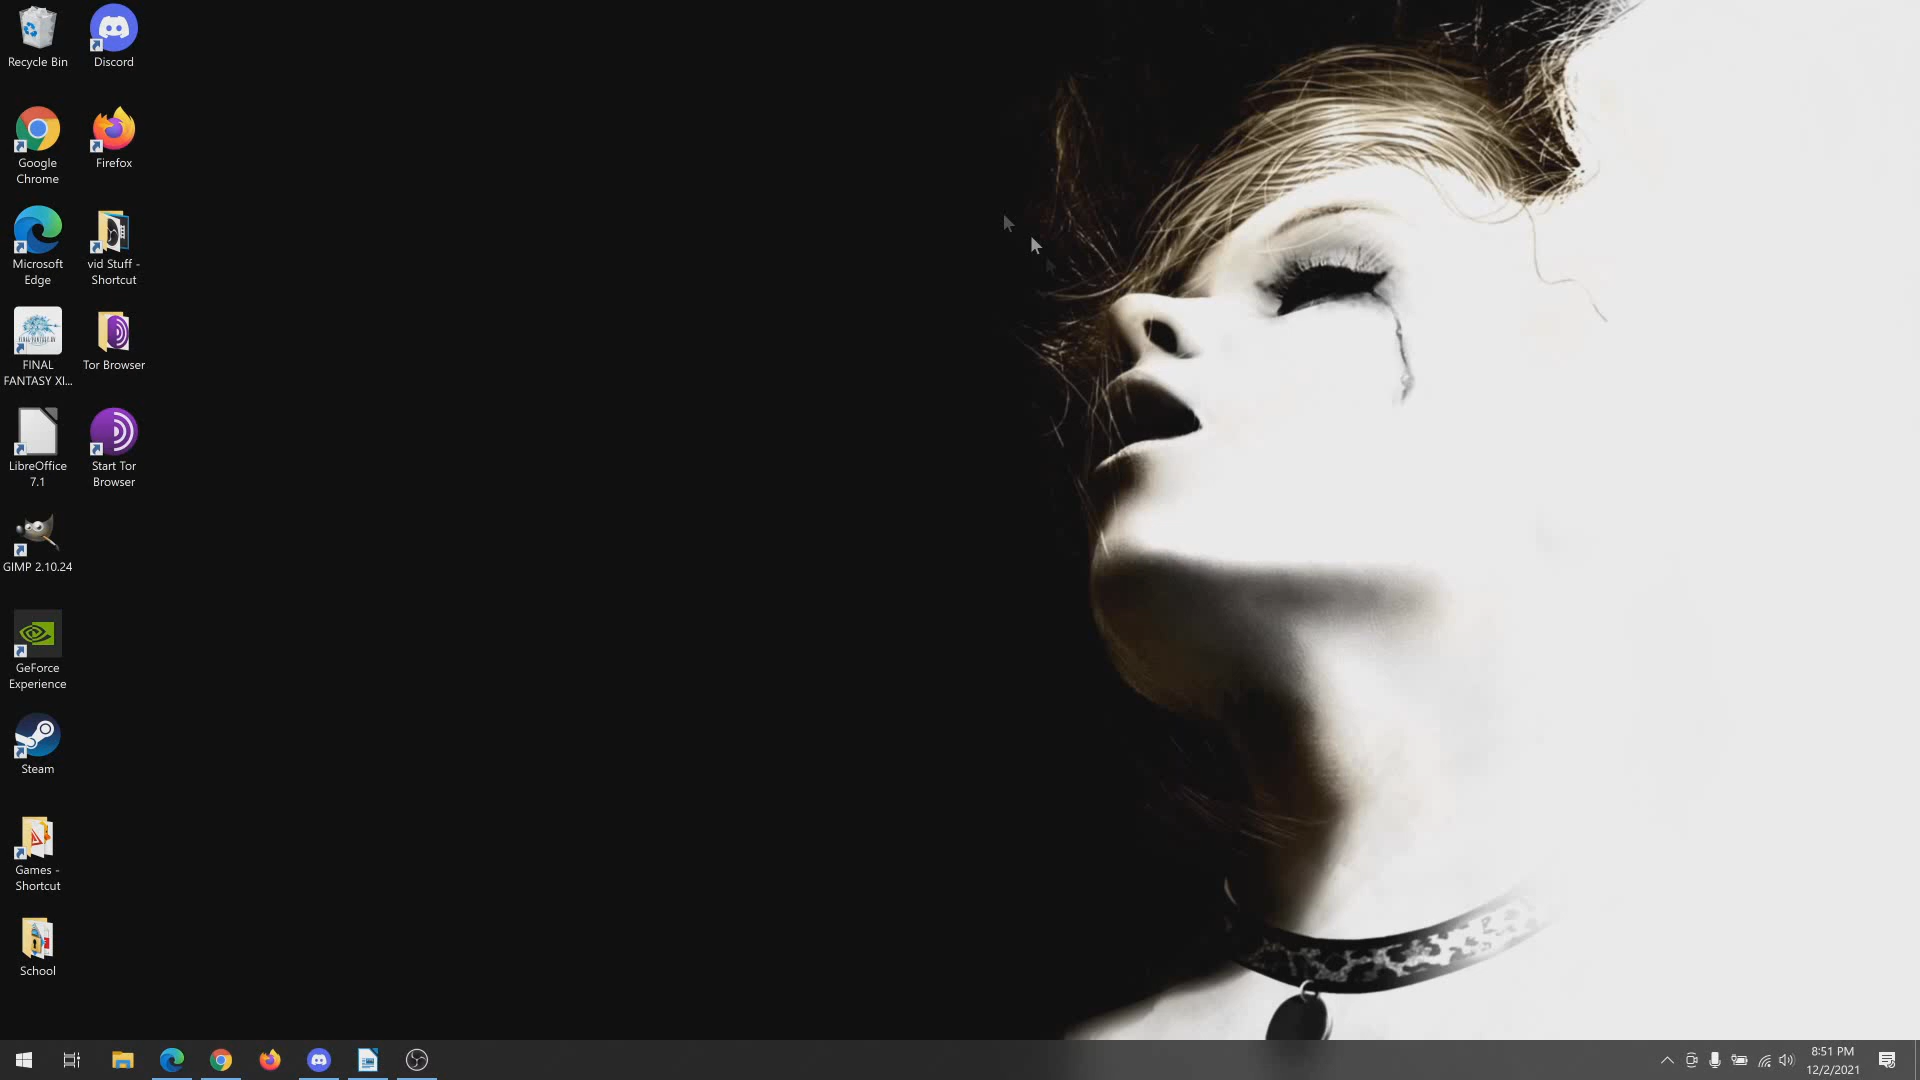 Recycle Bin
Discord
Google
Chrome
Firefox
Microsoft
Edge
vid Stuff -
Shortcut
FINAL
FANTASY XI...
Tor Browser
LibreOffice
7.1
Start Tor
Browser
GIMP 2.10.24
GeForce
Experience
Steam
Games -
Shortcut
School
8:51 PM
12/2/2021